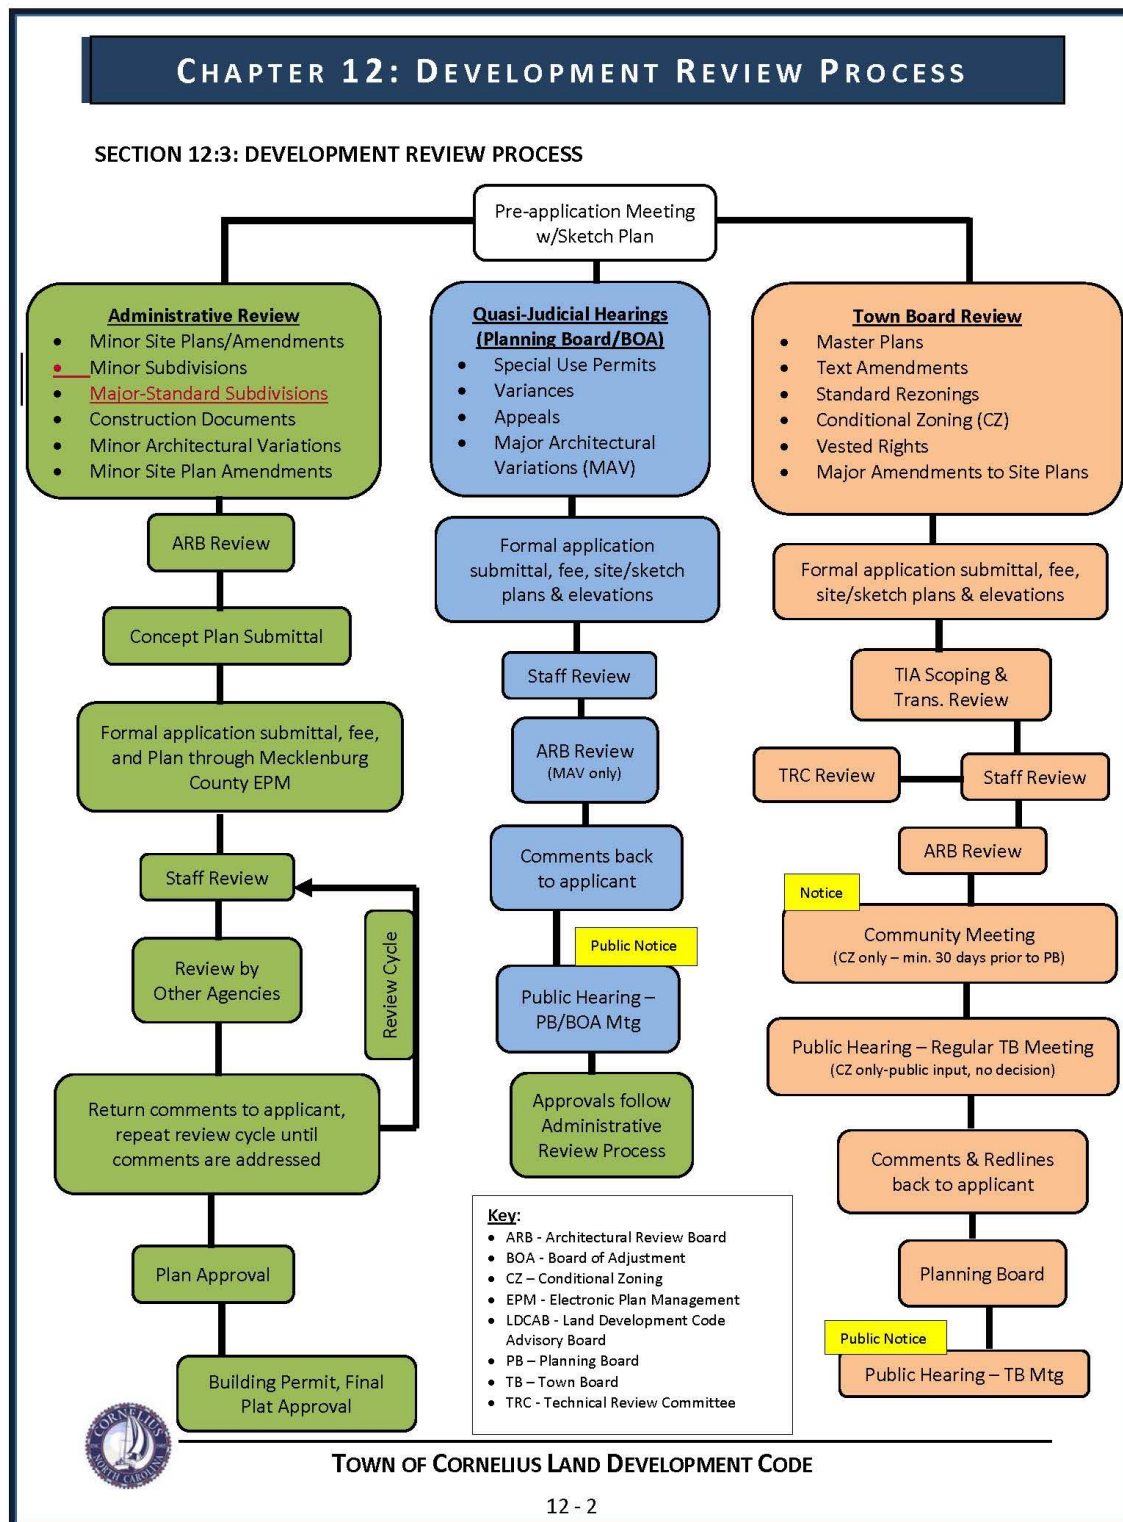 CHAPTER 12: DEVELOPMENT REVIEW PROCESS
SECTION 12:3: DEVELOPMENT REVIEW PROCESS
Pre-application Meeting
w/Sketch Plan
Administrative Review
• Minor Site Plans/Amendments
• Minor Subdivisions
• Major-Standard Subdivisions
• Construction Documents
• Minor Architectural Variations
• Minor Site Plan Amendments
ARB Review
Concept Plan Submittal
Formal application submittal, fee,
and Plan through Mecklenburg
County EPM
Staff Review
Review Cycle
Review by
Other Agencies
Return comments to applicant,
repeat review cycle until
comments are addressed
Plan Approval
Building Permit, Final
Plat Approval
Quasi-Judicial Hearings
(Planning Board/BOA)
• Special Use Permits
• Variances
• Appeals
• Major Architectural
Variations (MAV)
Formal application
submittal, fee, site/sketch
plans & elevations
Staff Review
ARB Review
(MAV only)
Comments back
to applicant
Public Notice
Public Hearing –
PB/BOA Mtg
Approvals follow
Administrative
Review Process
Town Board Review
• Master Plans
• Text Amendments
• Standard Rezonings
• Conditional Zoning (CZ)
• Vested Rights
• Major Amendments to Site Plans
Formal application submittal, fee,
site/sketch plans & elevations
TIA Scoping &
Trans. Review
TRC Review
Staff Review
ARB Review
Notice
Community Meeting
(CZ only – min. 30 days prior to PB)
Public Hearing – Regular TB Meeting
(CZ only-public input, no decision)
Comments & Redlines
back to applicant
Planning Board
Public Notice
Public Hearing – TB Mtg
Key:
• ARB - Architectural Review Board
• BOA - Board of Adjustment
• CZ – Conditional Zoning
• EPM - Electronic Plan Management
• LDCAB - Land Development Code
Advisory Board
• PB – Planning Board
• TB – Town Board
• TRC - Technical Review Committee
CORNELIUS
NORTH CAROLINA
TOWN OF CORNELIUS LAND DEVELOPMENT CODE
12 - 2